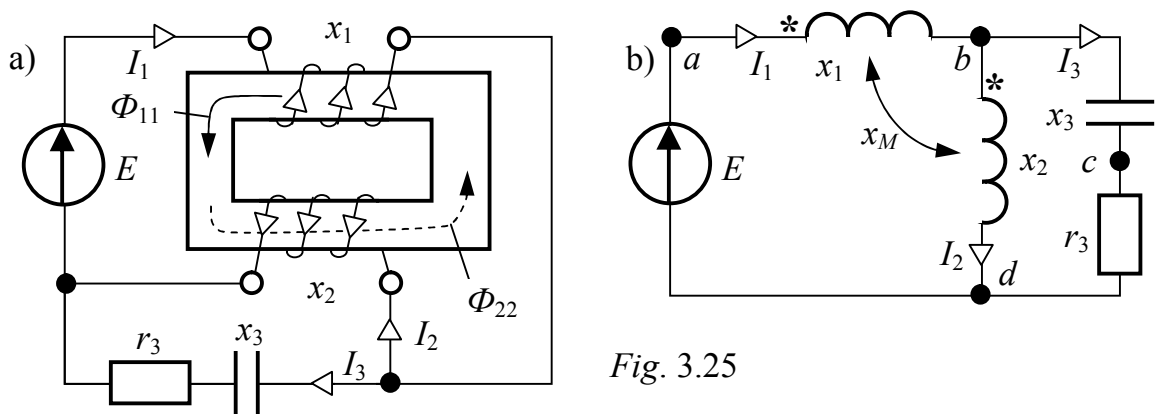 a)
x1
I1
Φ11
E
x2
Φ22
r3
x3
I3
I2
b)
a
I1
*
x1
b
I3
*
xM
x2
x3
c
E
r3
I2
d
Fig. 3.25